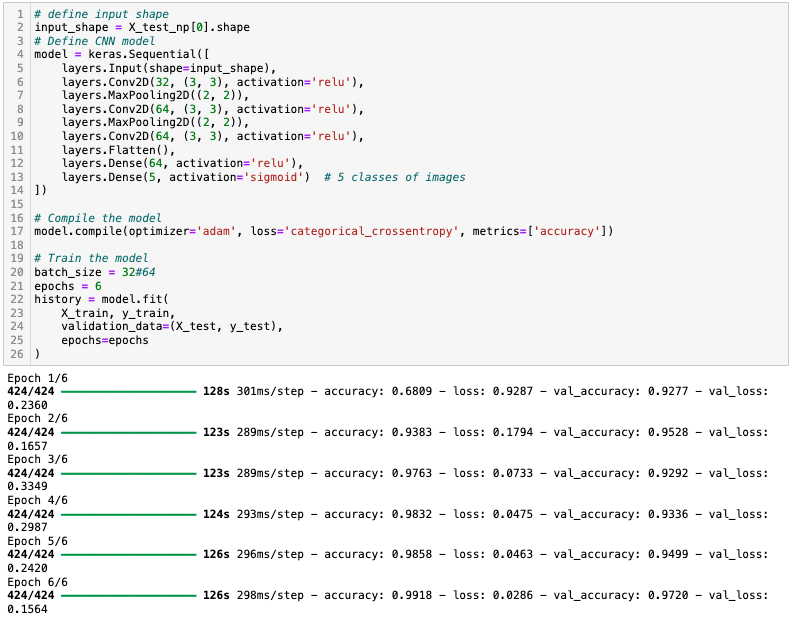 1 # define input shape
2 input_shape = X_test_np[0].shape
3 # Define CNN model
4 model = keras.Sequential([
5     layers.Input(shape=input_shape),
6     layers.Conv2D(32, (3, 3), activation='relu'),
7     layers.MaxPooling2D((2, 2)),
8     layers.Conv2D(64, (3, 3), activation='relu'),
9     layers.MaxPooling2D((2, 2)),
10     layers.Conv2D(64, (3, 3), activation='relu'),
11     layers.Flatten(),
12     layers.Dense(64, activation='relu'),
13     layers.Dense(5, activation='sigmoid')  # 5 classes of images
14 ])
15
16 # Compile the model
17 model.compile(optimizer='adam', loss='categorical_crossentropy', metrics=['accuracy'])
18
19 # Train the model
20 batch_size = 32#64
21 epochs = 6
22 history = model.fit(
23     X_train, y_train,
24     validation_data=(X_test, y_test),
25     epochs=epochs
26 )
Epoch 1/6
424/424 128s 301ms/step - accuracy: 0.6809 - loss: 0.9287 - val_accuracy: 0.9277 - val_loss:
0.2360
Epoch 2/6
424/424 123s 289ms/step - accuracy: 0.9383 - loss: 0.1794 - val_accuracy: 0.9528 - val_loss:
0.1657
Epoch 3/6
424/424 123s 289ms/step - accuracy: 0.9763 - loss: 0.0733 - val_accuracy: 0.9292 - val_loss:
0.3349
Epoch 4/6
424/424 124s 293ms/step - accuracy: 0.9832 - loss: 0.0475 - val_accuracy: 0.9336 - val_loss:
0.2987
Epoch 5/6
424/424 126s 296ms/step - accuracy: 0.9858 - loss: 0.0463 - val_accuracy: 0.9499 - val_loss:
0.2420
Epoch 6/6
424/424 126s 298ms/step - accuracy: 0.9918 - loss: 0.0286 - val_accuracy: 0.9720 - val_loss:
0.1564